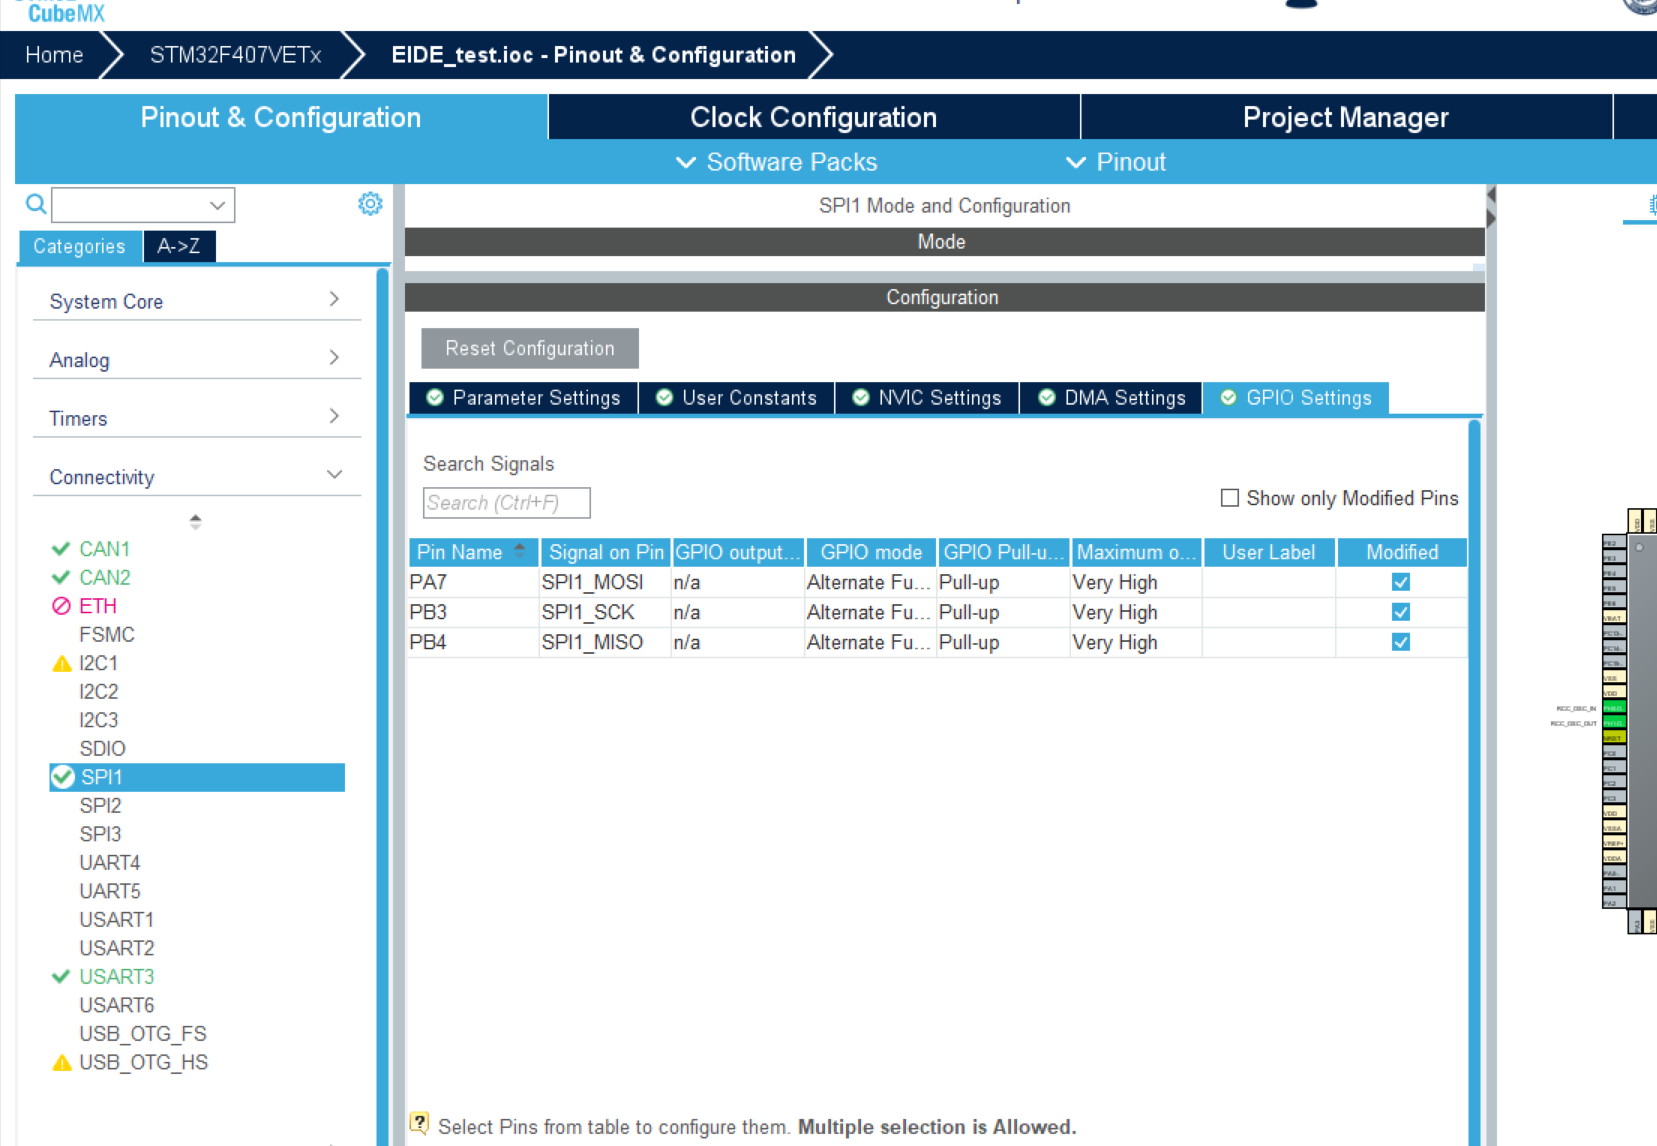 CubeMX
Home STM32F407VETx EIDE_test.ioc - Pinout & Configuration
Pinout & Configuration Clock Configuration Project Manager
Software Packs Pinout
SPI1 Mode and Configuration
Categories A->Z
Mode
System Core
Configuration
Reset Configuration
Analog
Parameter Settings User Constants NVIC Settings DMA Settings GPIO Settings
Timers
Search Signals
Connectivity
Search (Ctrl+F)
Show only Modified Pins
Pin Name Signal on Pin GPIO output... GPIO mode GPIO Pull-u... Maximum o... User Label Modified
PA7 SPI1_MOSI n/a Alternate Fu... Pull-up Very High
PB3 SPI1_SCK n/a Alternate Fu... Pull-up Very High
PB4 SPI1_MISO n/a Alternate Fu... Pull-up Very High
CAN1
CAN2
ETH
FSMC
I2C1
I2C2
I2C3
SDIO
SPI1
SPI2
SPI3
UART4
UART5
USART1
USART2
USART3
USART6
USB_OTG_FS
USB_OTG_HS
RCC_OSC_IN
RCC_OSC_OUT
Select Pins from table to configure them. Multiple selection is Allowed.